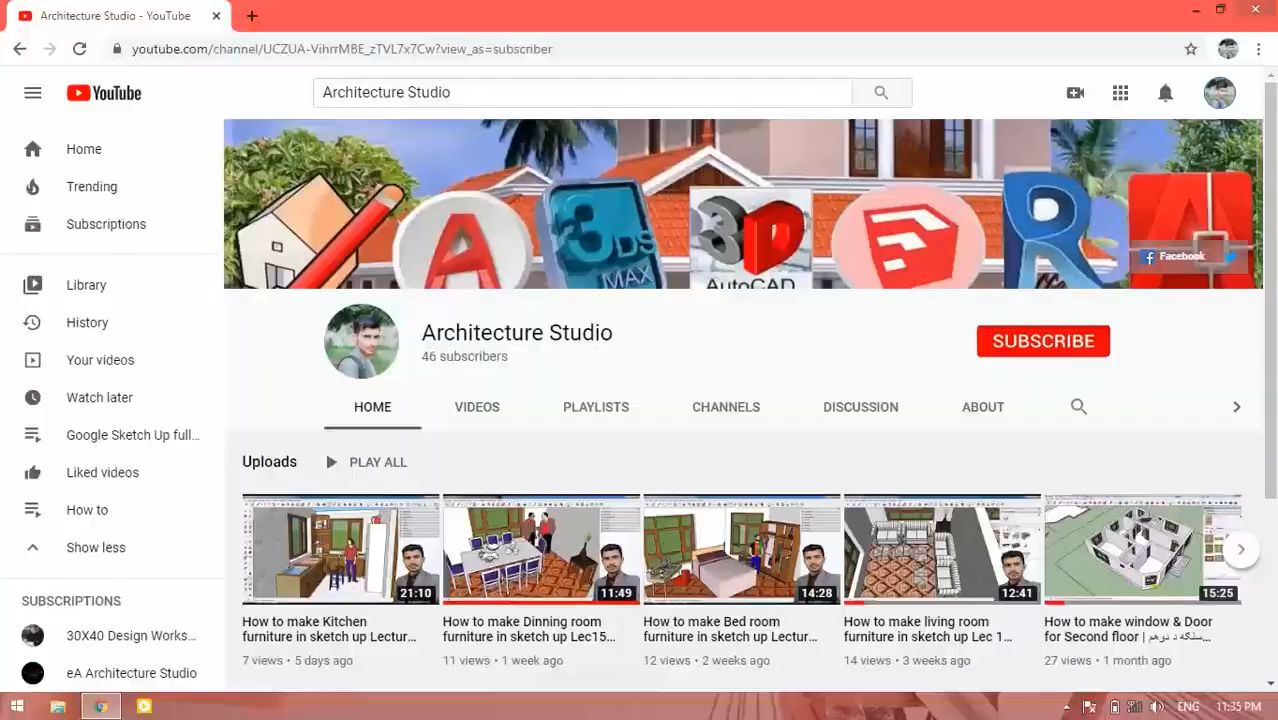 Architecture Studio - YouTube
youtube.com/channel/UCZUA-VihrrMBE_zTVL7x7Cw?view_as=subscriber
YouTube
Architecture Studio
Home
Trending
Subscriptions
Library
History
Your videos
Watch later
Google Sketch Up full...
Liked videos
How to
Show less
SUBSCRIPTIONS
30X40 Design Works...
eA Architecture Studio
A
3DS MAX
3D
AutoCAD
R
A
Facebook
Architecture Studio
46 subscribers
SUBSCRIBE
HOME VIDEOS PLAYLISTS CHANNELS DISCUSSION ABOUT
Uploads PLAY ALL
21:10
How to make Kitchen
furniture in sketch up Lectur...
7 views • 5 days ago
11:49
How to make Dinning room
furniture in sketch up Lec15...
11 views • 1 week ago
14:28
How to make Bed room
furniture in sketch up Lectur...
12 views • 2 weeks ago
12:41
How to make living room
furniture in sketch up Lec 1...
14 views • 3 weeks ago
15:25
How to make window & Door
for Second floor | سنګه د دوهم...
27 views • 1 month ago
ENG 11:35 PM